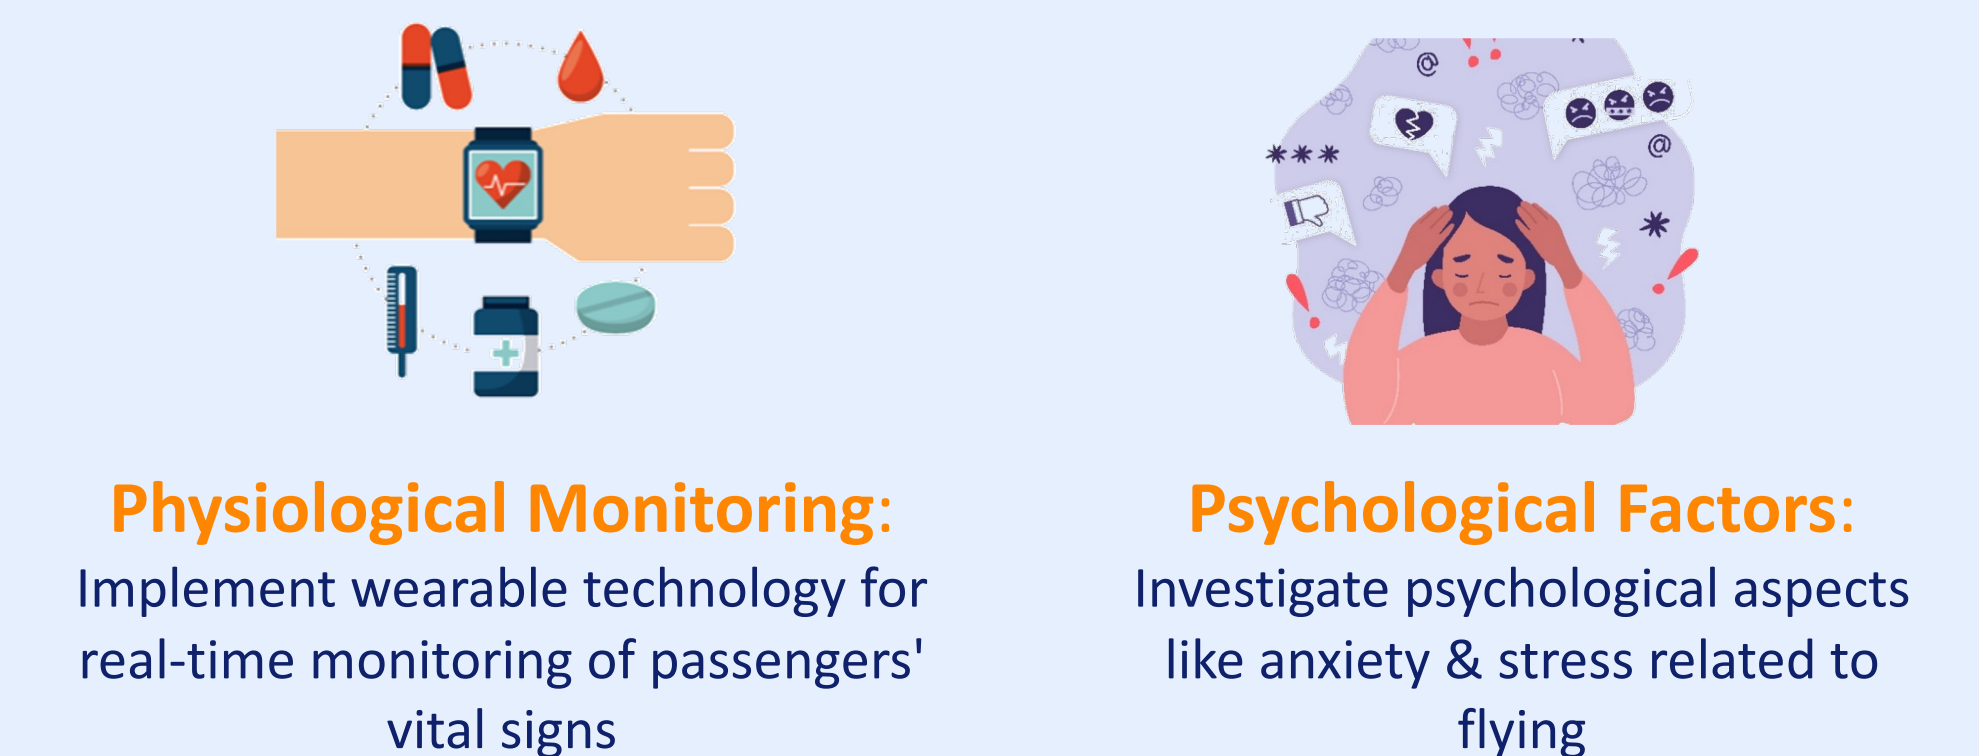 Physiological Monitoring:
Implement wearable technology for
real-time monitoring of passengers'
vital signs
Psychological Factors:
Investigate psychological aspects
like anxiety & stress related to
flying